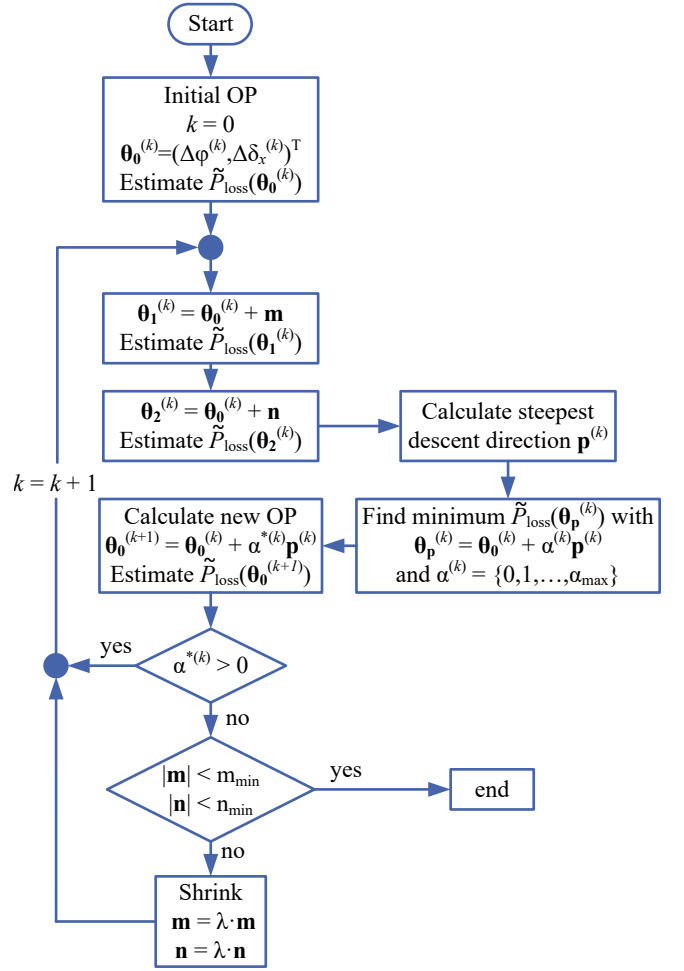 Start
Initial OP
k = 0
θ₀⁽ᵏ⁾=(Δφ⁽ᵏ⁾,Δδₓ⁽ᵏ⁾)ᵀ
Estimate P̃loss(θ₀⁽ᵏ⁾)
θ₁⁽ᵏ⁾ = θ₀⁽ᵏ⁾ + m
Estimate P̃loss(θ₁⁽ᵏ⁾)
θ₂⁽ᵏ⁾ = θ₀⁽ᵏ⁾ + n
Estimate P̃loss(θ₂⁽ᵏ⁾)
Calculate steepest
descent direction p⁽ᵏ⁾
k = k + 1
Find minimum P̃loss(θₚ⁽ᵏ⁾) with
θₚ⁽ᵏ⁾ = θ₀⁽ᵏ⁾ + α⁽ᵏ⁾p⁽ᵏ⁾
and α⁽ᵏ⁾ = {0,1,…,αmax}
Calculate new OP
θ₀⁽ᵏ⁺¹⁾ = θ₀⁽ᵏ⁾ + α*⁽ᵏ⁾p⁽ᵏ⁾
Estimate P̃loss(θ₀⁽ᵏ⁺¹⁾)
yes
α*⁽ᵏ⁾ > 0
no
|m| < mmin
|n| < nmin
yes
end
no
Shrink
m = λ·m
n = λ·n